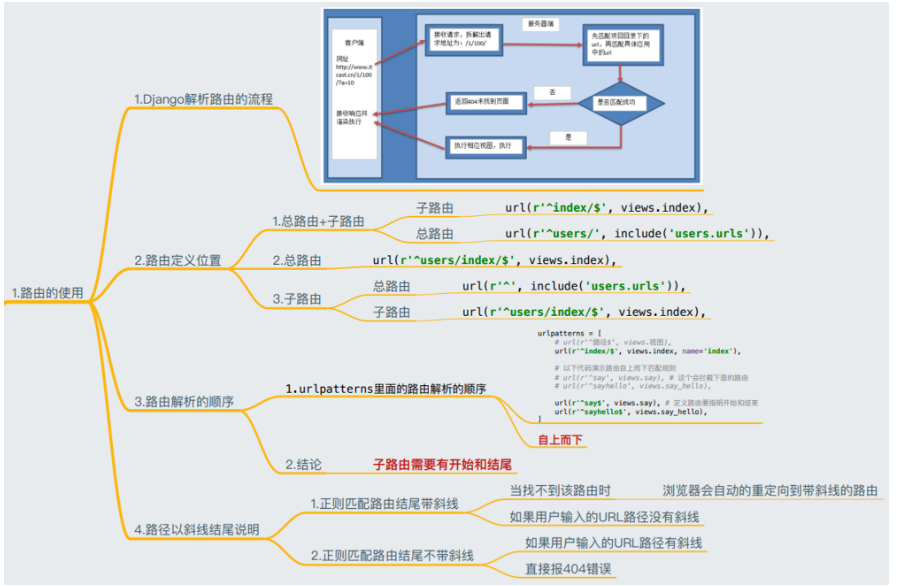 1.路由的使用
1.Django解析路由的流程
服务器端
客户端
网址
http://www.it
cast.cn/1/100
/?a=10
接收响应并
渲染执行
接收请求，拆解出请
求地址为：/1/100/
先匹配项目目录下的
url，再匹配具体应用
中的url
是否匹配成功
否
返回404未找到页面
是
执行相应视图，执行
2.路由定义位置
1.总路由+子路由
子路由
url(r'^index/$', views.index),
总路由
url(r'^users/', include('users.urls')),
2.总路由
url(r'^users/index/$', views.index),
3.子路由
总路由
url(r'^', include('users.urls')),
子路由
url(r'^users/index/$', views.index),
3.路由解析的顺序
1.urlpatterns里面的路由解析的顺序
urlpatterns = [
# url(r'^路径$', views.视图),
url(r'^index/$', views.index, name='index'),
# 以下代码演示路由自上而下匹配规则
# url(r'^say', views.say), # 这个会拦截下面的路由
# url(r'^sayhello', views.say_hello),
url(r'^say$', views.say), # 定义路由要指明开始和结束
url(r'^sayhello$', views.say_hello),
]
自上而下
2.结论
子路由需要有开始和结尾
4.路径以斜线结尾说明
1.正则匹配路由结尾带斜线
当找不到该路由时
浏览器会自动的重定向到带斜线的路由
如果用户输入的URL路径没有斜线
2.正则匹配路由结尾不带斜线
如果用户输入的URL路径有斜线
直接报404错误